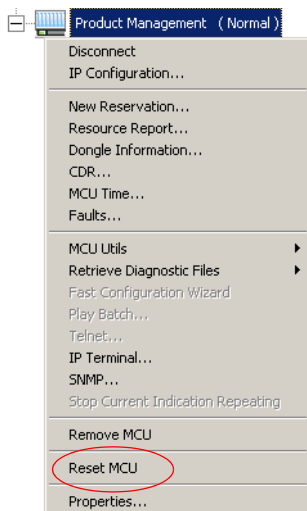 Product Management ( Normal )
Disconnect
IP Configuration...
New Reservation...
Resource Report...
Dongle Information...
CDR...
MCU Time...
Faults...
MCU Utils
Retrieve Diagnostic Files
Fast Configuration Wizard
Play Batch...
Telnet...
IP Terminal...
SNMP...
Stop Current Indication Repeating
Remove MCU
Reset MCU
Properties...